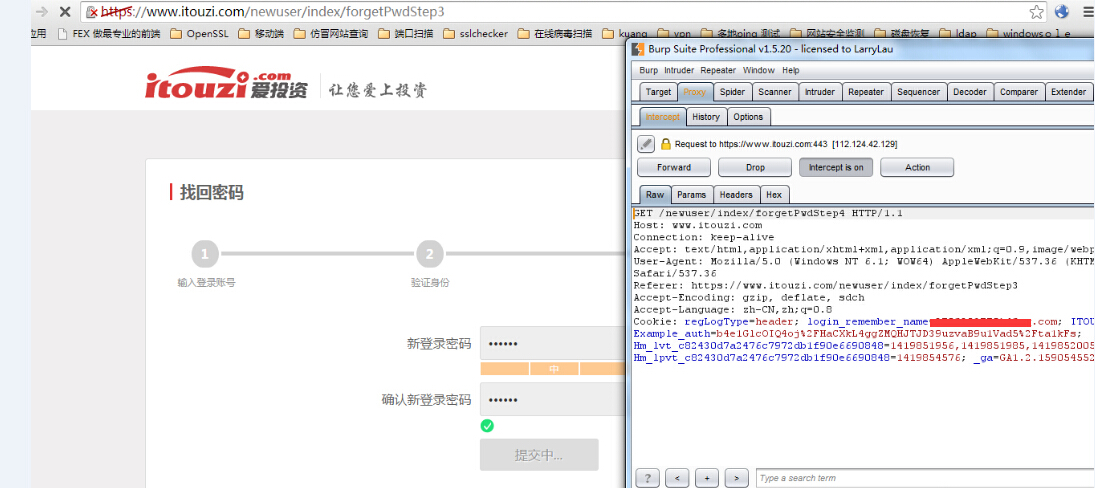 https://www.itouzi.com/newuser/index/forgetPwdStep3
应用 FEX 做最专业的前端 OpenSSL 移动端 仿冒网站查询 端口扫描 sslchecker 在线病毒扫描 kuang vpn 多地ping 测试 网站安全监测 磁盘恢复 ldap windows o l e
itouzi.com 爱投资 让您爱上投资
找回密码
1 2
输入登录账号 验证身份
新登录密码 ••••••
中
确认新登录密码 ••••••
提交中...
Burp Suite Professional v1.5.20 - licensed to LarryLau
Burp Intruder Repeater Window Help
Target Proxy Spider Scanner Intruder Repeater Sequencer Decoder Comparer Extender
Intercept History Options
Request to https://www.itouzi.com:443 [112.124.42.129]
Forward Drop Intercept is on Action
Raw Params Headers Hex
GET /newuser/index/forgetPwdStep4 HTTP/1.1
Host: www.itouzi.com
Connection: keep-alive
Accept: text/html,application/xhtml+xml,application/xml;q=0.9,image/webp
User-Agent: Mozilla/5.0 (Windows NT 6.1; WOW64) AppleWebKit/537.36 (KHTM
Safari/537.36
Referer: https://www.itouzi.com/newuser/index/forgetPwdStep3
Accept-Encoding: gzip, deflate, sdch
Accept-Language: zh-CN,zh;q=0.8
Cookie: regLogType=header; login_remember_name= .com; ITOU
Example_auth=b4e1GlcOIQ4oj%2FHaCXkL4ggZMQHJTJD39uzvaB9u1Vad5%2Fta1kFs;
Hm_lvt_c82430d7a2476c7972db1f90e6690848=1419851956,1419851985,1419852005
Hm_lpvt_c82430d7a2476c7972db1f90e6690848=1419854576; _ga=GA1.2.159054552
? < + > Type a search term